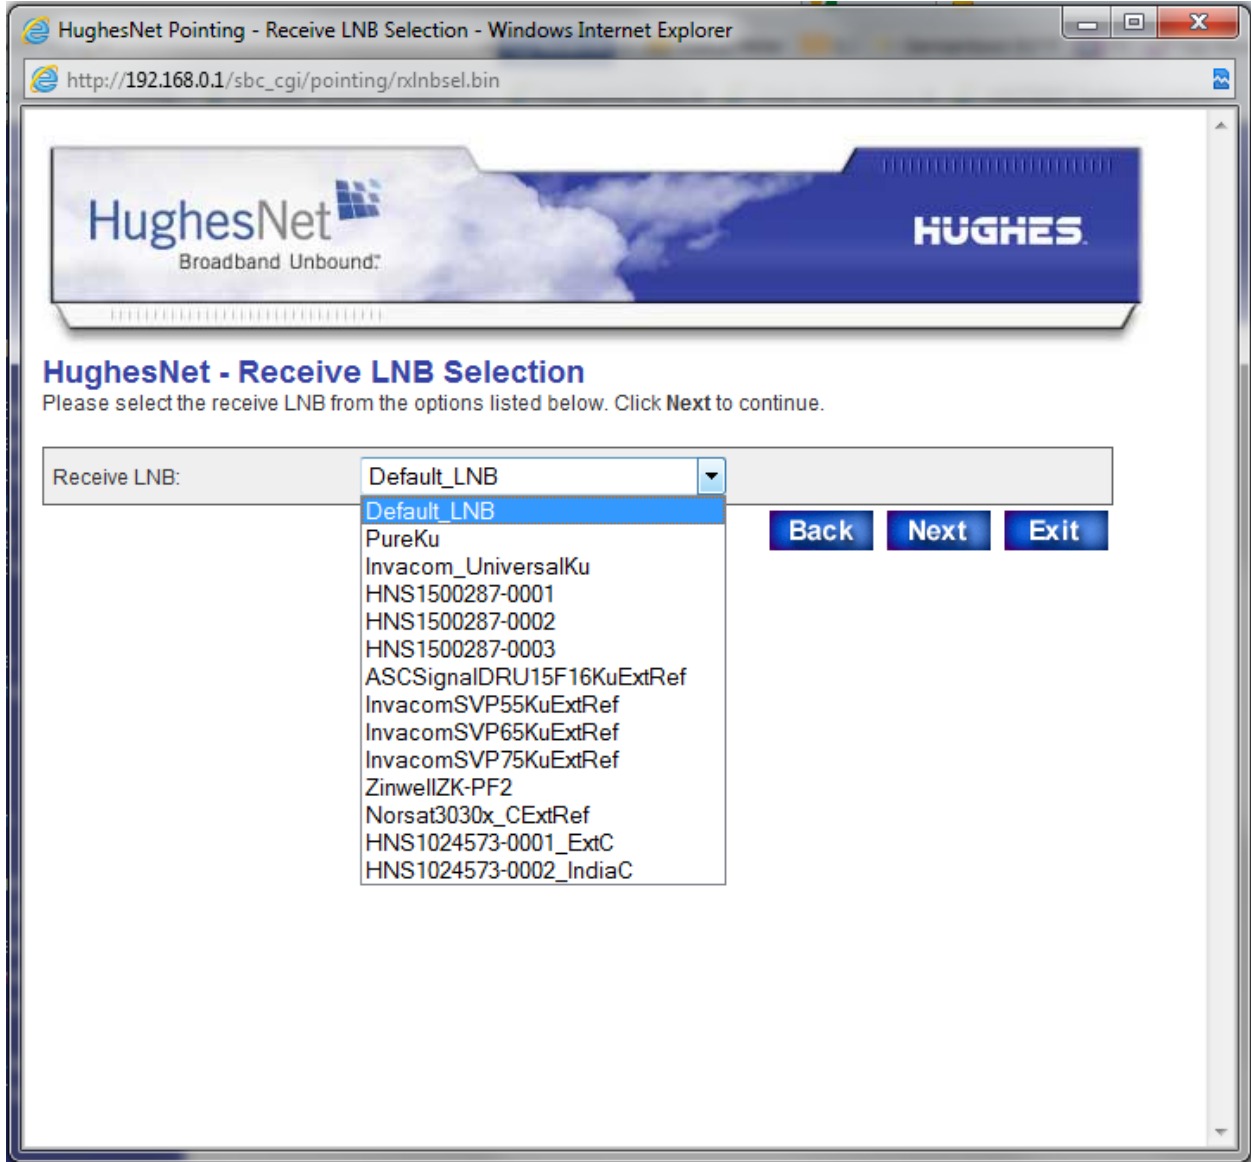 HughesNet Pointing - Receive LNB Selection - Windows Internet Explorer
http://192.168.0.1/sbc_cgi/pointing/rxlnbsel.bin
HughesNet
Broadband Unbound.
HUGHES
HughesNet - Receive LNB Selection
Please select the receive LNB from the options listed below. Click Next to continue.
Receive LNB:
Default_LNB
Default_LNB
PureKu
Invacom_UniversalKu
HNS1500287-0001
HNS1500287-0002
HNS1500287-0003
ASCSignalDRU15F16KuExtRef
InvacomSVP55KuExtRef
InvacomSVP65KuExtRef
InvacomSVP75KuExtRef
ZinwellZK-PF2
Norsat3030x_CExtRef
HNS1024573-0001_ExtC
HNS1024573-0002_IndiaC
Back Next Exit